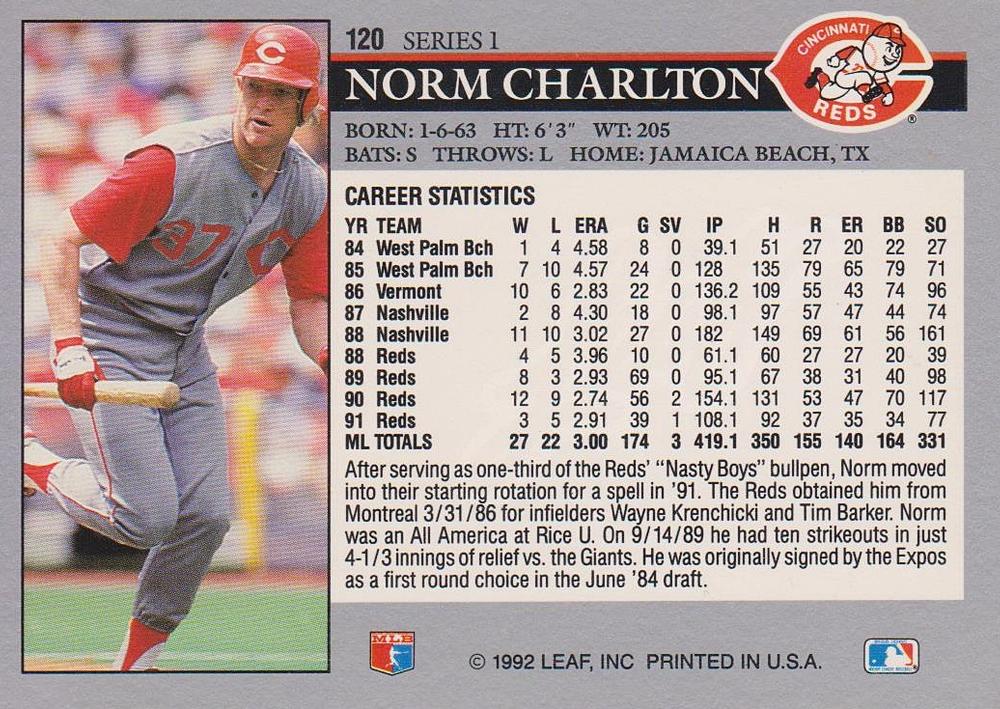 120 SERIES 1
NORM CHARLTON
CINCINNATI
REDS
®
BORN: 1-6-63 HT: 6'3" WT: 205
BATS: S THROWS: L HOME: JAMAICA BEACH, TX
C
37
C
CAREER STATISTICS
YR TEAM W L ERA G SV IP H R ER BB SO
84 West Palm Bch 1 4 4.58 8 0 39.1 51 27 20 22 27
85 West Palm Bch 7 10 4.57 24 0 128 135 79 65 79 71
86 Vermont 10 6 2.83 22 0 136.2 109 55 43 74 96
87 Nashville 2 8 4.30 18 0 98.1 97 57 47 44 74
88 Nashville 11 10 3.02 27 0 182 149 69 61 56 161
88 Reds 4 5 3.96 10 0 61.1 60 27 27 20 39
89 Reds 8 3 2.93 69 0 95.1 67 38 31 40 98
90 Reds 12 9 2.74 56 2 154.1 131 53 47 70 117
91 Reds 3 5 2.91 39 1 108.1 92 37 35 34 77
ML TOTALS 27 22 3.00 174 3 419.1 350 155 140 164 331
After serving as one-third of the Reds' "Nasty Boys" bullpen, Norm moved
into their starting rotation for a spell in '91. The Reds obtained him from
Montreal 3/31/86 for infielders Wayne Krenchicki and Tim Barker. Norm
was an All America at Rice U. On 9/14/89 he had ten strikeouts in just
4-1/3 innings of relief vs. the Giants. He was originally signed by the Expos
as a first round choice in the June '84 draft.
MLB
© 1992 LEAF, INC PRINTED IN U.S.A.